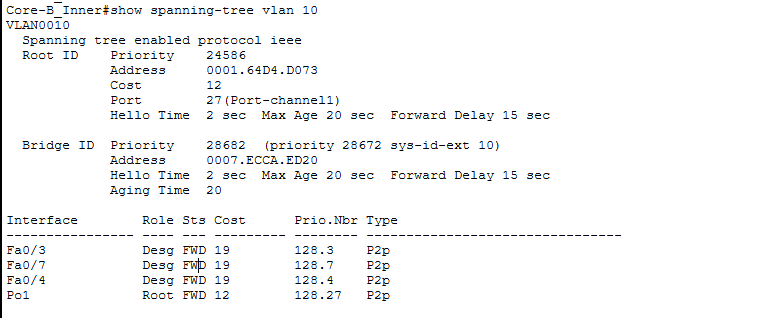 Core-B_Inner#show spanning-tree vlan 10
VLAN0010
  Spanning tree enabled protocol ieee
  Root ID    Priority    24586
             Address     0001.64D4.D073
             Cost        12
             Port        27(Port-channel1)
             Hello Time  2 sec  Max Age 20 sec  Forward Delay 15 sec

  Bridge ID  Priority    28682  (priority 28672 sys-id-ext 10)
             Address     0007.ECCA.ED20
             Hello Time  2 sec  Max Age 20 sec  Forward Delay 15 sec
             Aging Time  20

Interface        Role Sts Cost      Prio.Nbr Type
---------------- ---- --- --------- -------- --------------------------------
Fa0/3            Desg FWD 19        128.3    P2p
Fa0/7            Desg FWD 19        128.7    P2p
Fa0/4            Desg FWD 19        128.4    P2p
Po1              Root FWD 12        128.27   P2p